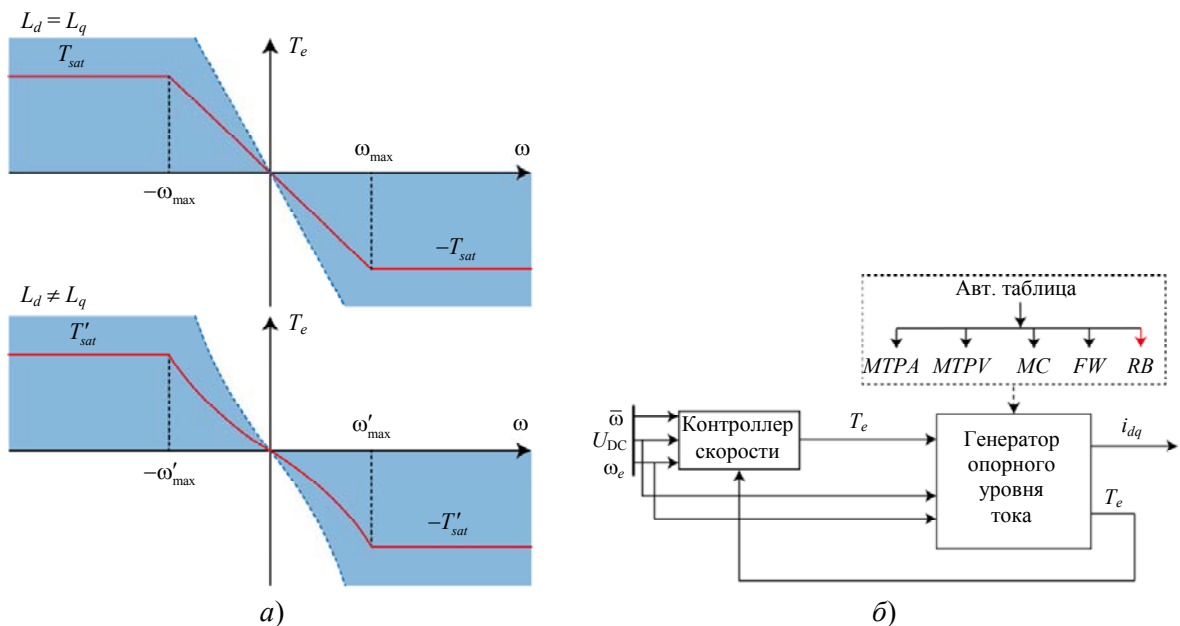 L_d = L_q
T_e
T_sat
ω_max
ω
−ω_max
−T_sat
L_d ≠ L_q
T_e
T′_sat
ω′_max
ω
−ω′_max
−T′_sat
а)
Авт. таблица
MTPA MTPV MC FW RB
ω̅
U_DC
ω_e
Контроллер
скорости
T_e
Генератор
опорного
уровня
тока
i_dq
T_e
б)